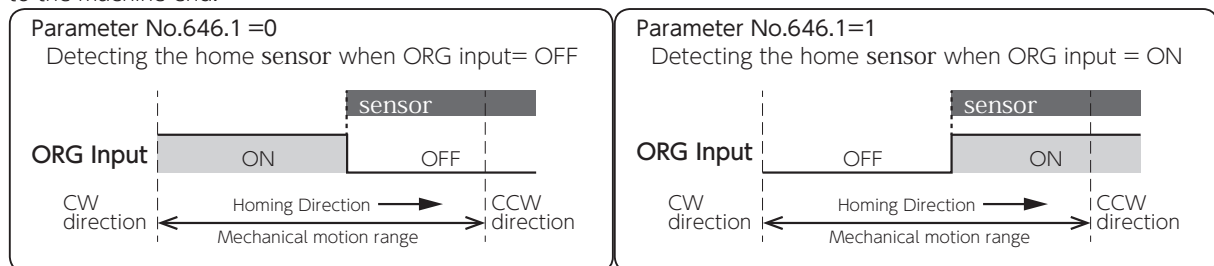 to the machine end.
Parameter No.646.1 =0
Detecting the home sensor when ORG input= OFF
sensor
ORG Input
ON
OFF
CW
direction
Homing Direction
Mechanical motion range
CCW
direction
Parameter No.646.1=1
Detecting the home sensor when ORG input = ON
sensor
ORG Input
OFF
ON
CW
direction
Homing Direction
Mechanical motion range
CCW
direction